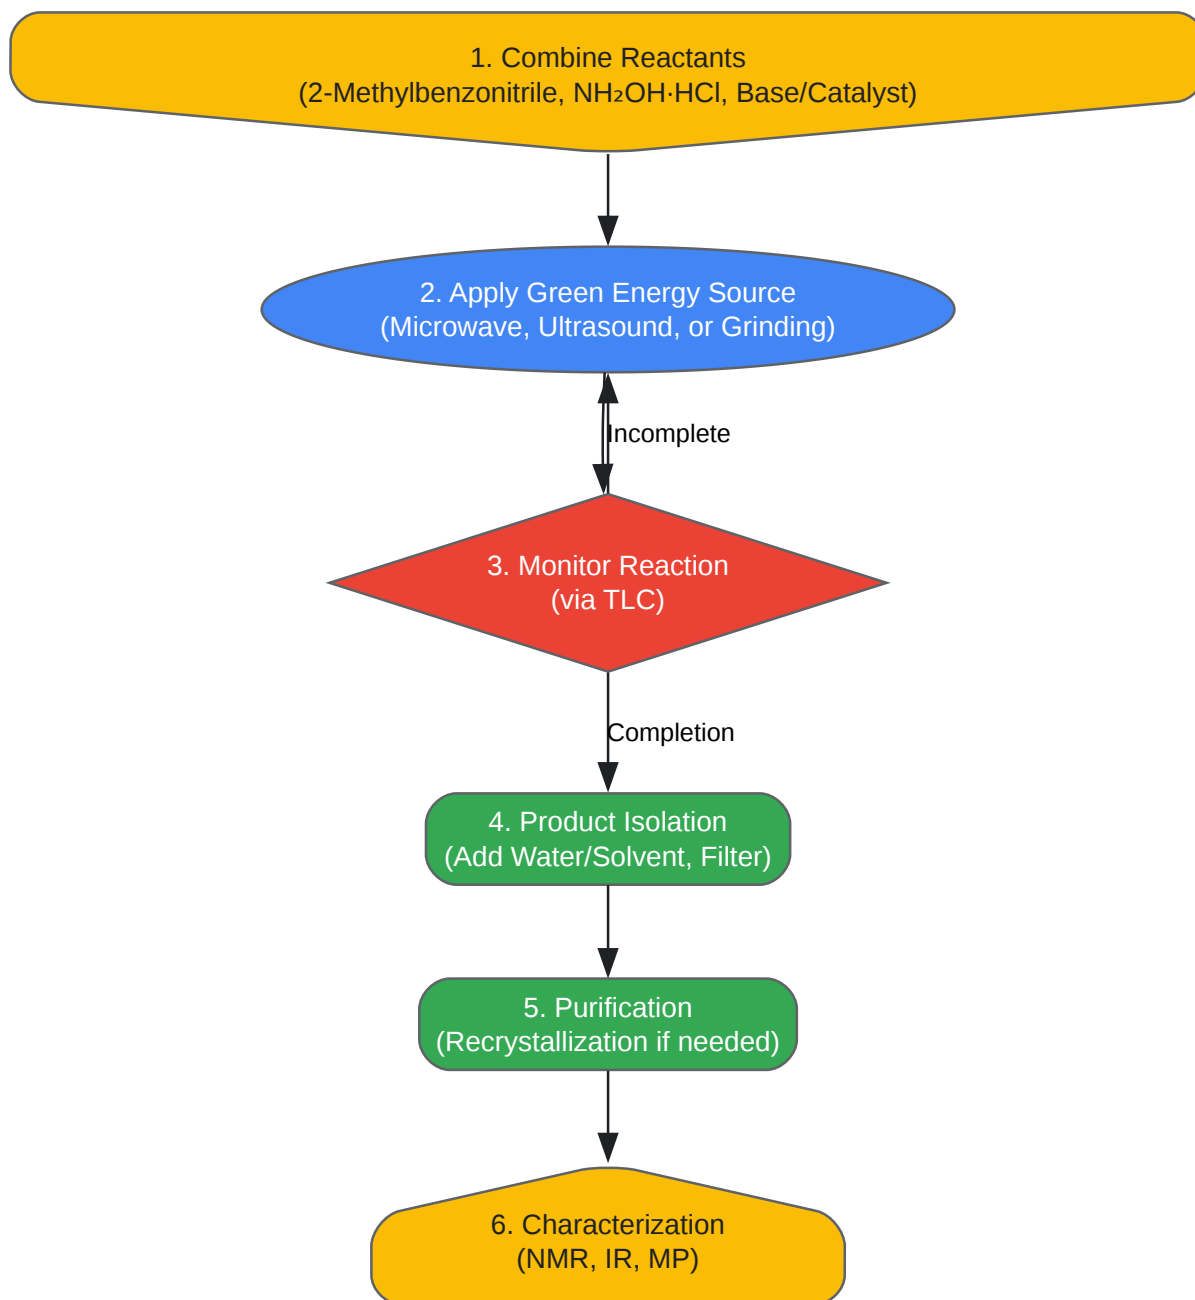 1. Combine Reactants
(2-Methylbenzonitrile, NH₂OH·HCl, Base/Catalyst)
2. Apply Green Energy Source
(Microwave, Ultrasound, or Grinding)
Incomplete
3. Monitor Reaction
(via TLC)
Completion
4. Product Isolation
(Add Water/Solvent, Filter)
5. Purification
(Recrystallization if needed)
6. Characterization
(NMR, IR, MP)